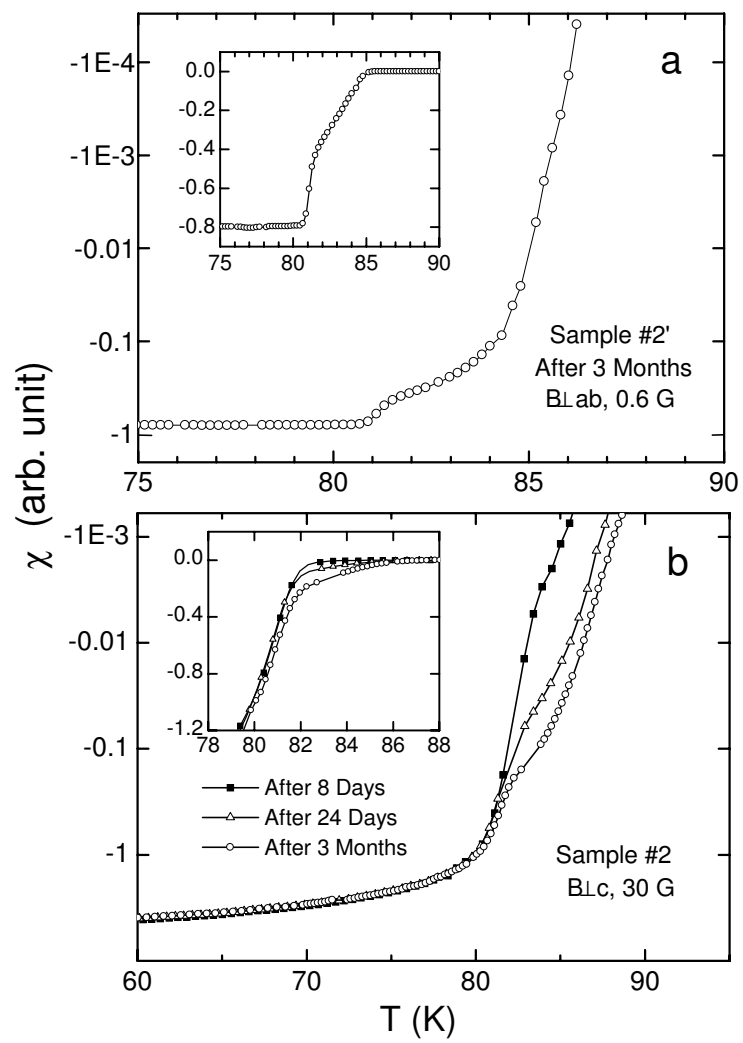 χ (arb. unit)
-1E-4
-1E-3
-0.01
-0.1
-1
75
80
85
90
a
0.0
-0.2
-0.4
-0.6
-0.8
75
80
85
90
Sample #2'
After 3 Months
B⊥ab, 0.6 G
-1E-3
-0.01
-0.1
-1
60
70
80
90
b
0.0
-0.4
-0.8
-1.2
78
80
82
84
86
88
After 8 Days
After 24 Days
After 3 Months
Sample #2
B⊥c, 30 G
T (K)